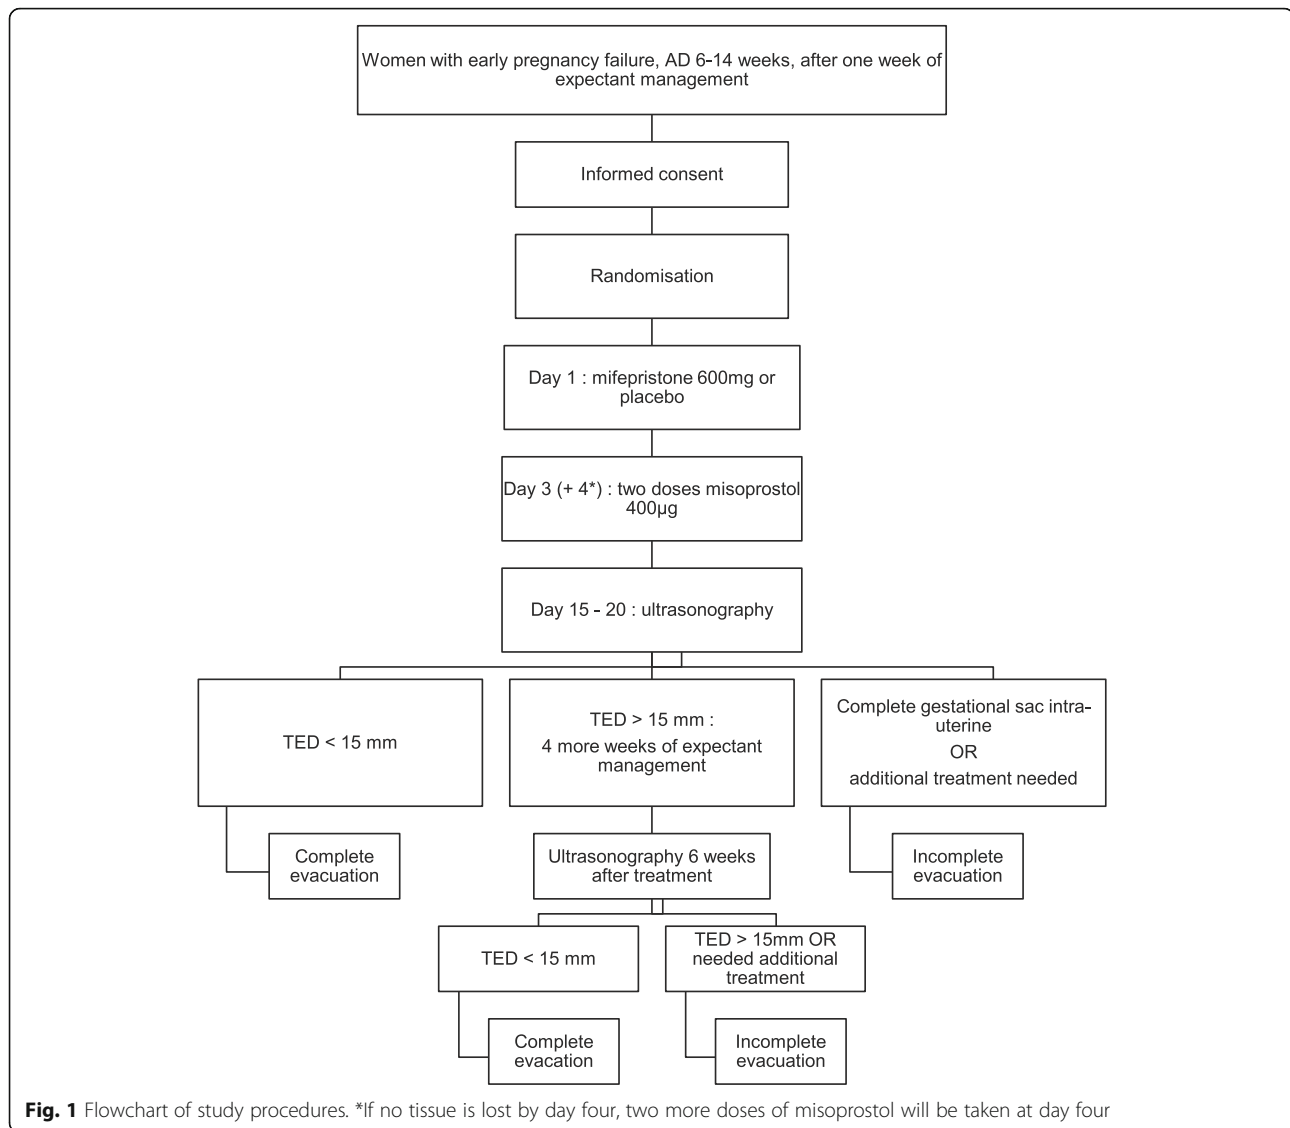 Women with early pregnancy failure, AD 6-14 weeks, after one week of
expectant management
Informed consent
Randomisation
Day 1 : mifepristone 600mg or
placebo
Day 3 (+ 4*) : two doses misoprostol
400µg
Day 15 - 20 : ultrasonography
TED < 15 mm
TED > 15 mm :
4 more weeks of expectant
management
Complete gestational sac intra-
uterine
OR
additional treatment needed
Complete
evacuation
Ultrasonography 6 weeks
after treatment
Incomplete
evacuation
TED < 15 mm
TED > 15mm OR
needed additional
treatment
Complete
evacation
Incomplete
evacuation
Fig. 1 Flowchart of study procedures. *If no tissue is lost by day four, two more doses of misoprostol will be taken at day four